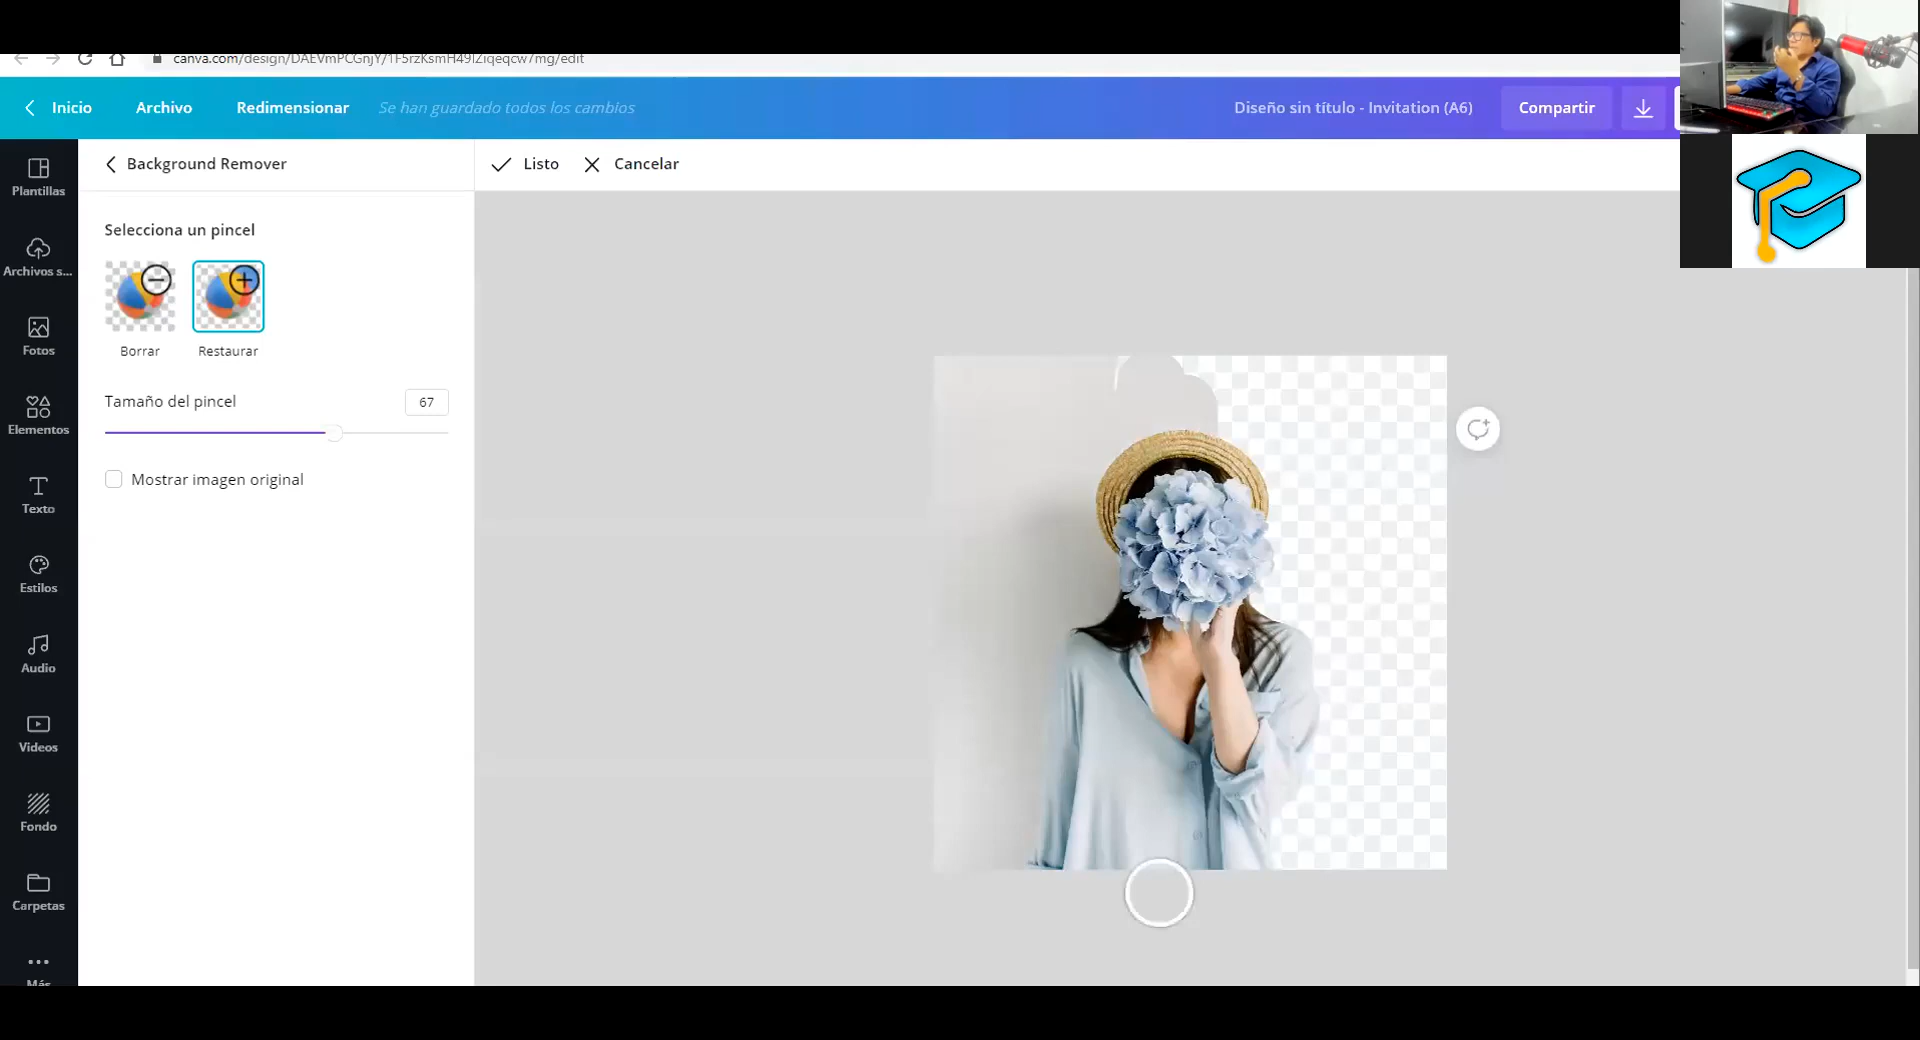 canva.com/design/DAEVmPCGnjY/1F5rzKsmH49IZiqeqcw7mg/edit
Inicio
Archivo
Redimensionar
Se han guardado todos los cambios
Diseño sin título - Invitation (A6)
Compartir
Background Remover
Listo
Cancelar
Plantillas
Archivos s...
Fotos
Elementos
Texto
Estilos
Audio
Videos
Fondo
Carpetas
Más
Selecciona un pincel
Borrar
Restaurar
Tamaño del pincel
67
Mostrar imagen original